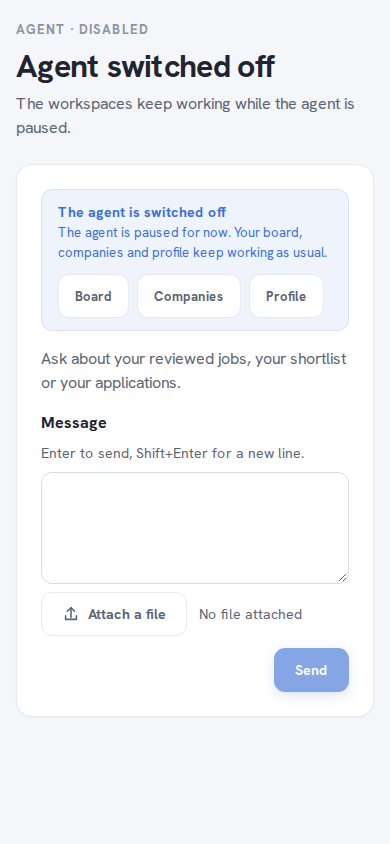 AGENT · DISABLED
Agent switched off
The workspaces keep working while the agent is
paused.
The agent is switched off
The agent is paused for now. Your board,
companies and profile keep working as usual.
Board
Companies
Profile
Ask about your reviewed jobs, your shortlist
or your applications.
Message
Enter to send, Shift+Enter for a new line.
Attach a file
No file attached
Send